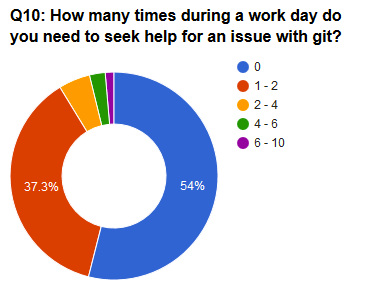 Q10: How many times during a work day do
you need to seek help for an issue with git?
0
1 - 2
2 - 4
4 - 6
6 - 10
37.3%
54%